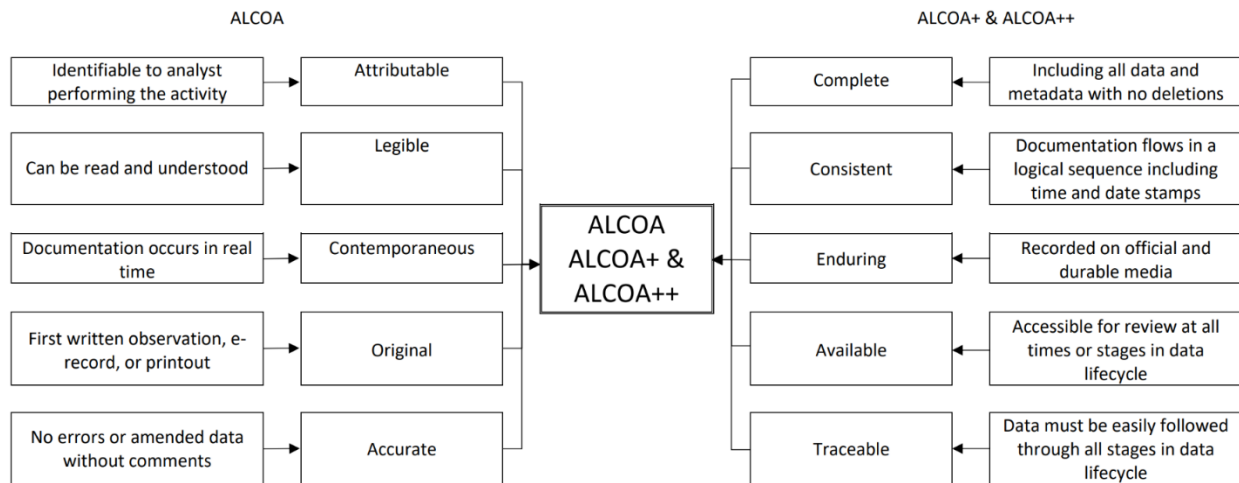 ALCOA
ALCOA+ & ALCOA++
Identifiable to analyst
performing the activity
Attributable
Can be read and understood
Legible
Documentation occurs in real
time
Contemporaneous
First written observation, e-
record, or printout
Original
No errors or amended data
without comments
Accurate
ALCOA
ALCOA+ &
ALCOA++
Complete
Including all data and
metadata with no deletions
Consistent
Documentation flows in a
logical sequence including
time and date stamps
Enduring
Recorded on official and
durable media
Available
Accessible for review at all
times or stages in data
lifecycle
Traceable
Data must be easily followed
through all stages in data
lifecycle